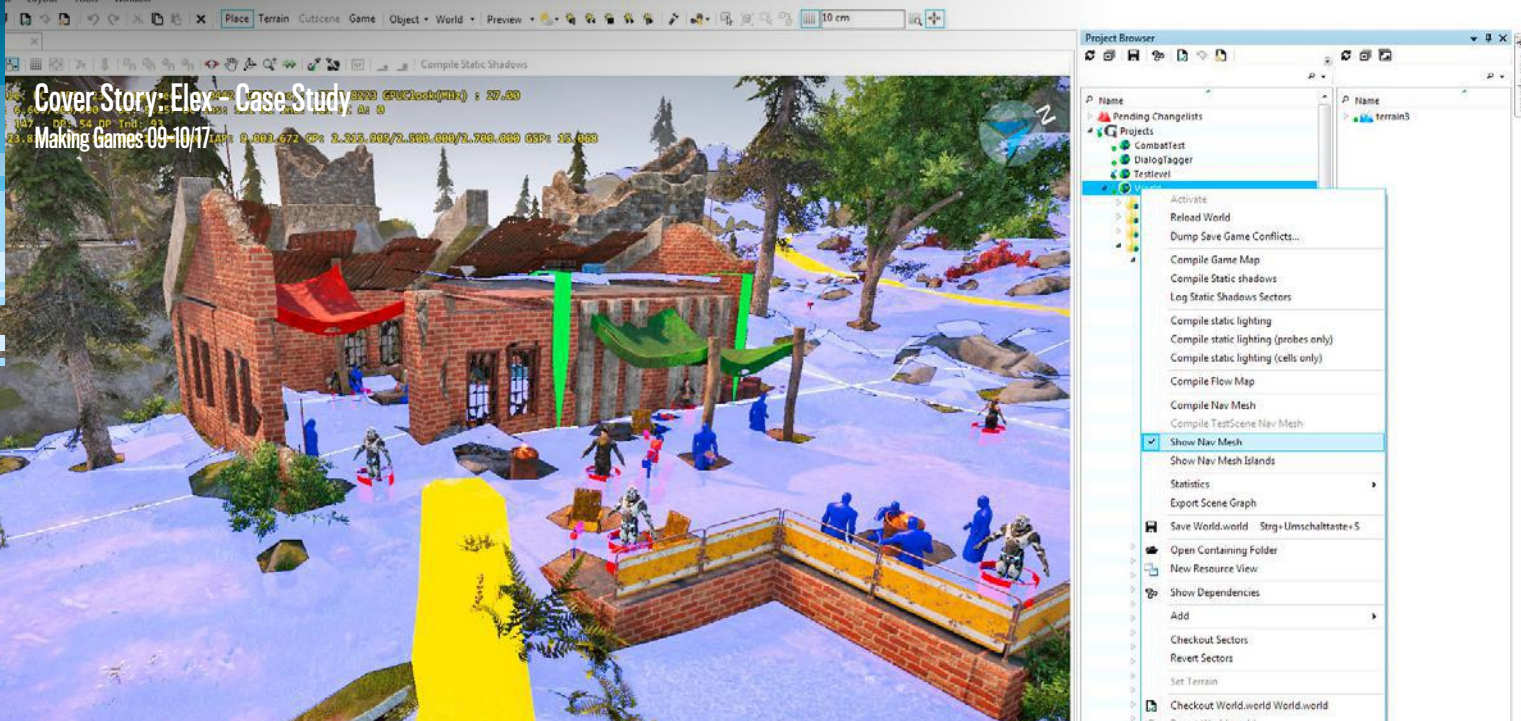 Place Terrain Cutscene Game Object World Preview 10 cm
Compile Static Shadows
Cover Story: Elex - Case Study
Making Games 09-10/17
Project Browser
Name
Pending Changelists
Projects
CombatTest
DialogTagger
Testlevel
Name
terrain3
Activate
Reload World
Dump Save Game Conflicts...
Compile Game Map
Compile Static shadows
Log Static Shadows Sectors
Compile static lighting
Compile static lighting (probes only)
Compile static lighting (cells only)
Compile Flow Map
Compile Nav Mesh
Compile TestScene Nav Mesh
Show Nav Mesh
Show Nav Mesh Islands
Statistics
Export Scene Graph
Save World.world Strg+Umschalttaste+S
Open Containing Folder
New Resource View
Show Dependencies
Add
Checkout Sectors
Revert Sectors
Set Terrain
Checkout World.world World.world
N